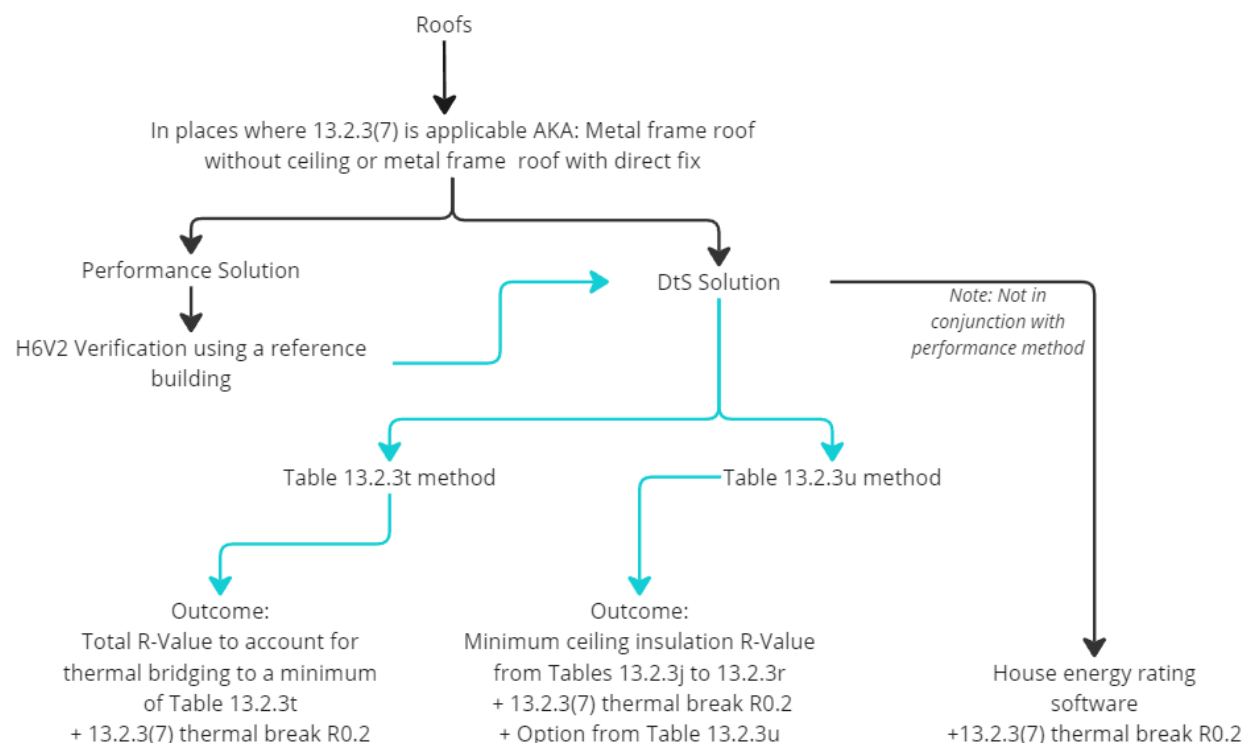 Roofs
In places where 13.2.3(7) is applicable AKA: Metal frame roof
without ceiling or metal frame roof with direct fix
Performance Solution
DtS Solution
Note: Not in
conjunction with
performance method
H6V2 Verification using a reference
building
Table 13.2.3t method
Table 13.2.3u method
Outcome:
Total R-Value to account for
thermal bridging to a minimum
of Table 13.2.3t
+ 13.2.3(7) thermal break R0.2
Outcome:
Minimum ceiling insulation R-Value
from Tables 13.2.3j to 13.2.3r
+ 13.2.3(7) thermal break R0.2
+ Option from Table 13.2.3u
House energy rating
software
+13.2.3(7) thermal break R0.2